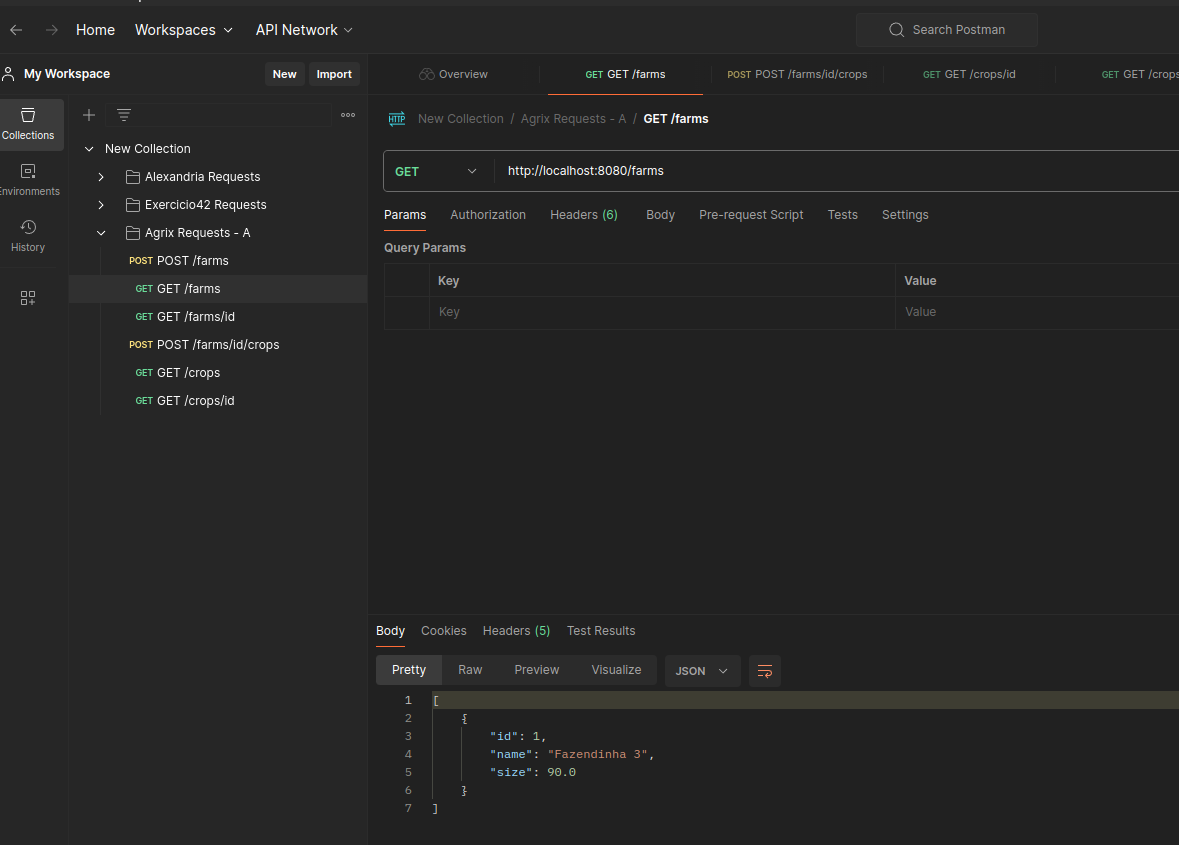 Home Workspaces API Network Search Postman
My Workspace New Import
Overview GET GET /farms POST POST /farms/id/crops GET GET /crops/id GET GET /crops
Collections
Environments
History
New Collection
Alexandria Requests
Exercicio42 Requests
Agrix Requests - A
POST POST /farms
GET GET /farms
GET GET /farms/id
POST POST /farms/id/crops
GET GET /crops
GET GET /crops/id
HTTP New Collection / Agrix Requests - A / GET /farms
GET http://localhost:8080/farms
Params Authorization Headers (6) Body Pre-request Script Tests Settings
Query Params
Key Value
Key Value
Body Cookies Headers (5) Test Results
Pretty Raw Preview Visualize JSON
1 [
2 {
3 "id": 1,
4 "name": "Fazendinha 3",
5 "size": 90.0
6 }
7 ]